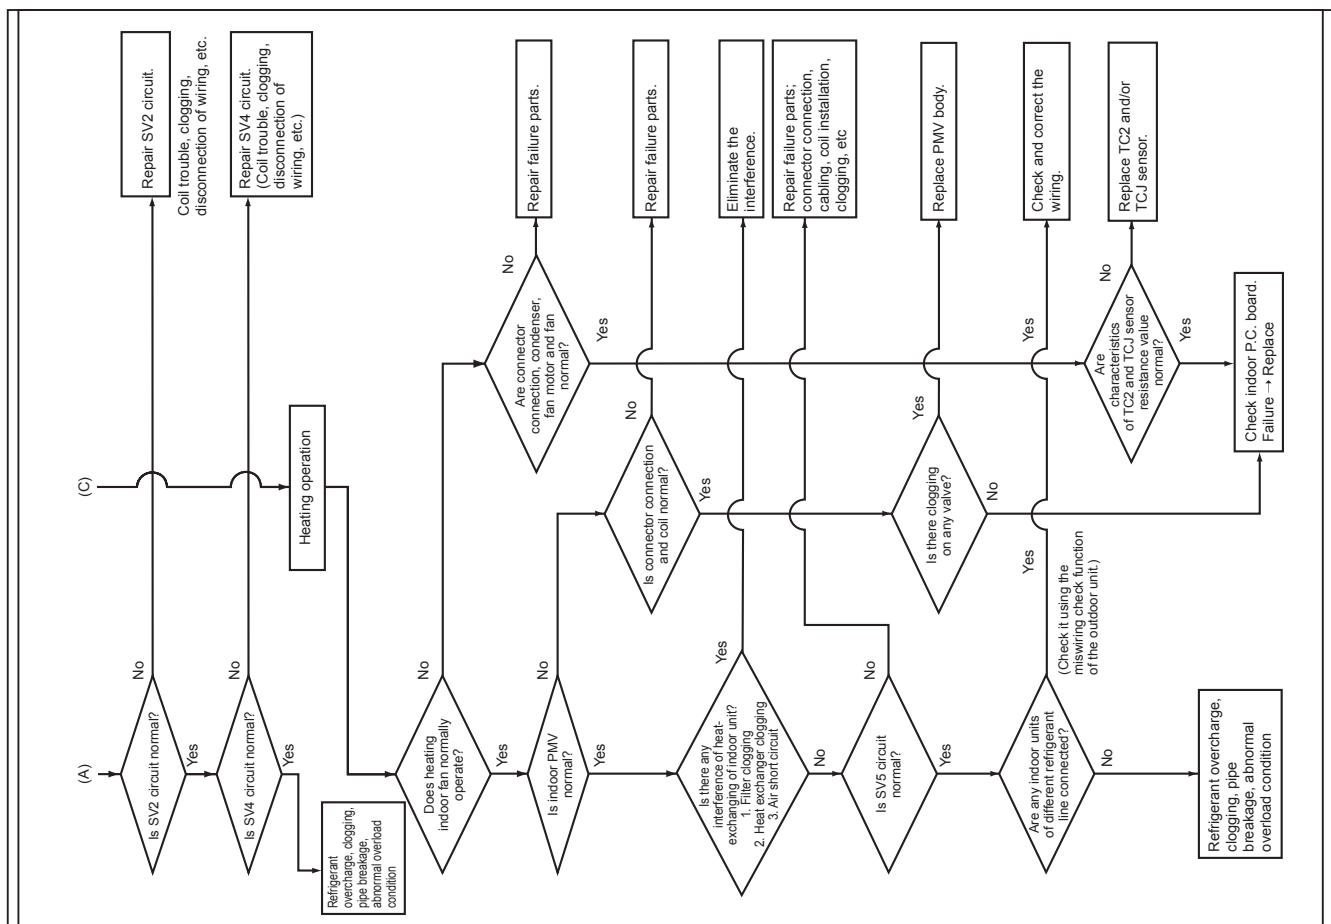 (A)
Is SV2 circuit normal?
No
Repair SV2 circuit.
Coil trouble, clogging,
disconnection of wiring, etc.
Yes
Is SV4 circuit normal?
No
Repair SV4 circuit.
(Coil trouble, clogging,
disconnection of
wiring, etc.)
Yes
Refrigerant
overcharge, clogging,
pipe breakage,
abnormal overload
condition
(C)
Heating operation
Does heating
indoor fan normally
operate?
No
Are connector
connection, condenser,
fan motor and fan
normal?
No
Repair failure parts.
Yes
Yes
Is indoor PMV
normal?
No
Is connector connection
and coil normal?
No
Repair failure parts.
Yes
Yes
Is there any
interference of heat-
exchanging of indoor unit?
1. Filter clogging
2. Heat exchanger clogging
3. Air short circuit
Yes
Eliminate the
interference.
No
Is SV5 circuit
normal?
No
Repair failure parts;
connector connection,
cabling, coil installation,
clogging, etc
Yes
Is there clogging
on any valve?
Yes
Replace PMV body.
No
Are any indoor units
of different refrigerant
line connected?
Yes
(Check it using the
miswiring check function
of the outdoor unit.)
Yes
Check and correct the
wiring.
No
Refrigerant overcharge,
clogging, pipe
breakage, abnormal
overload condition
Are
characteristics
of TC2 and TCJ sensor
resistance value
normal?
No
Replace TC2 and/or
TCJ sensor.
Yes
Check indoor P.C. board.
Failure → Replace